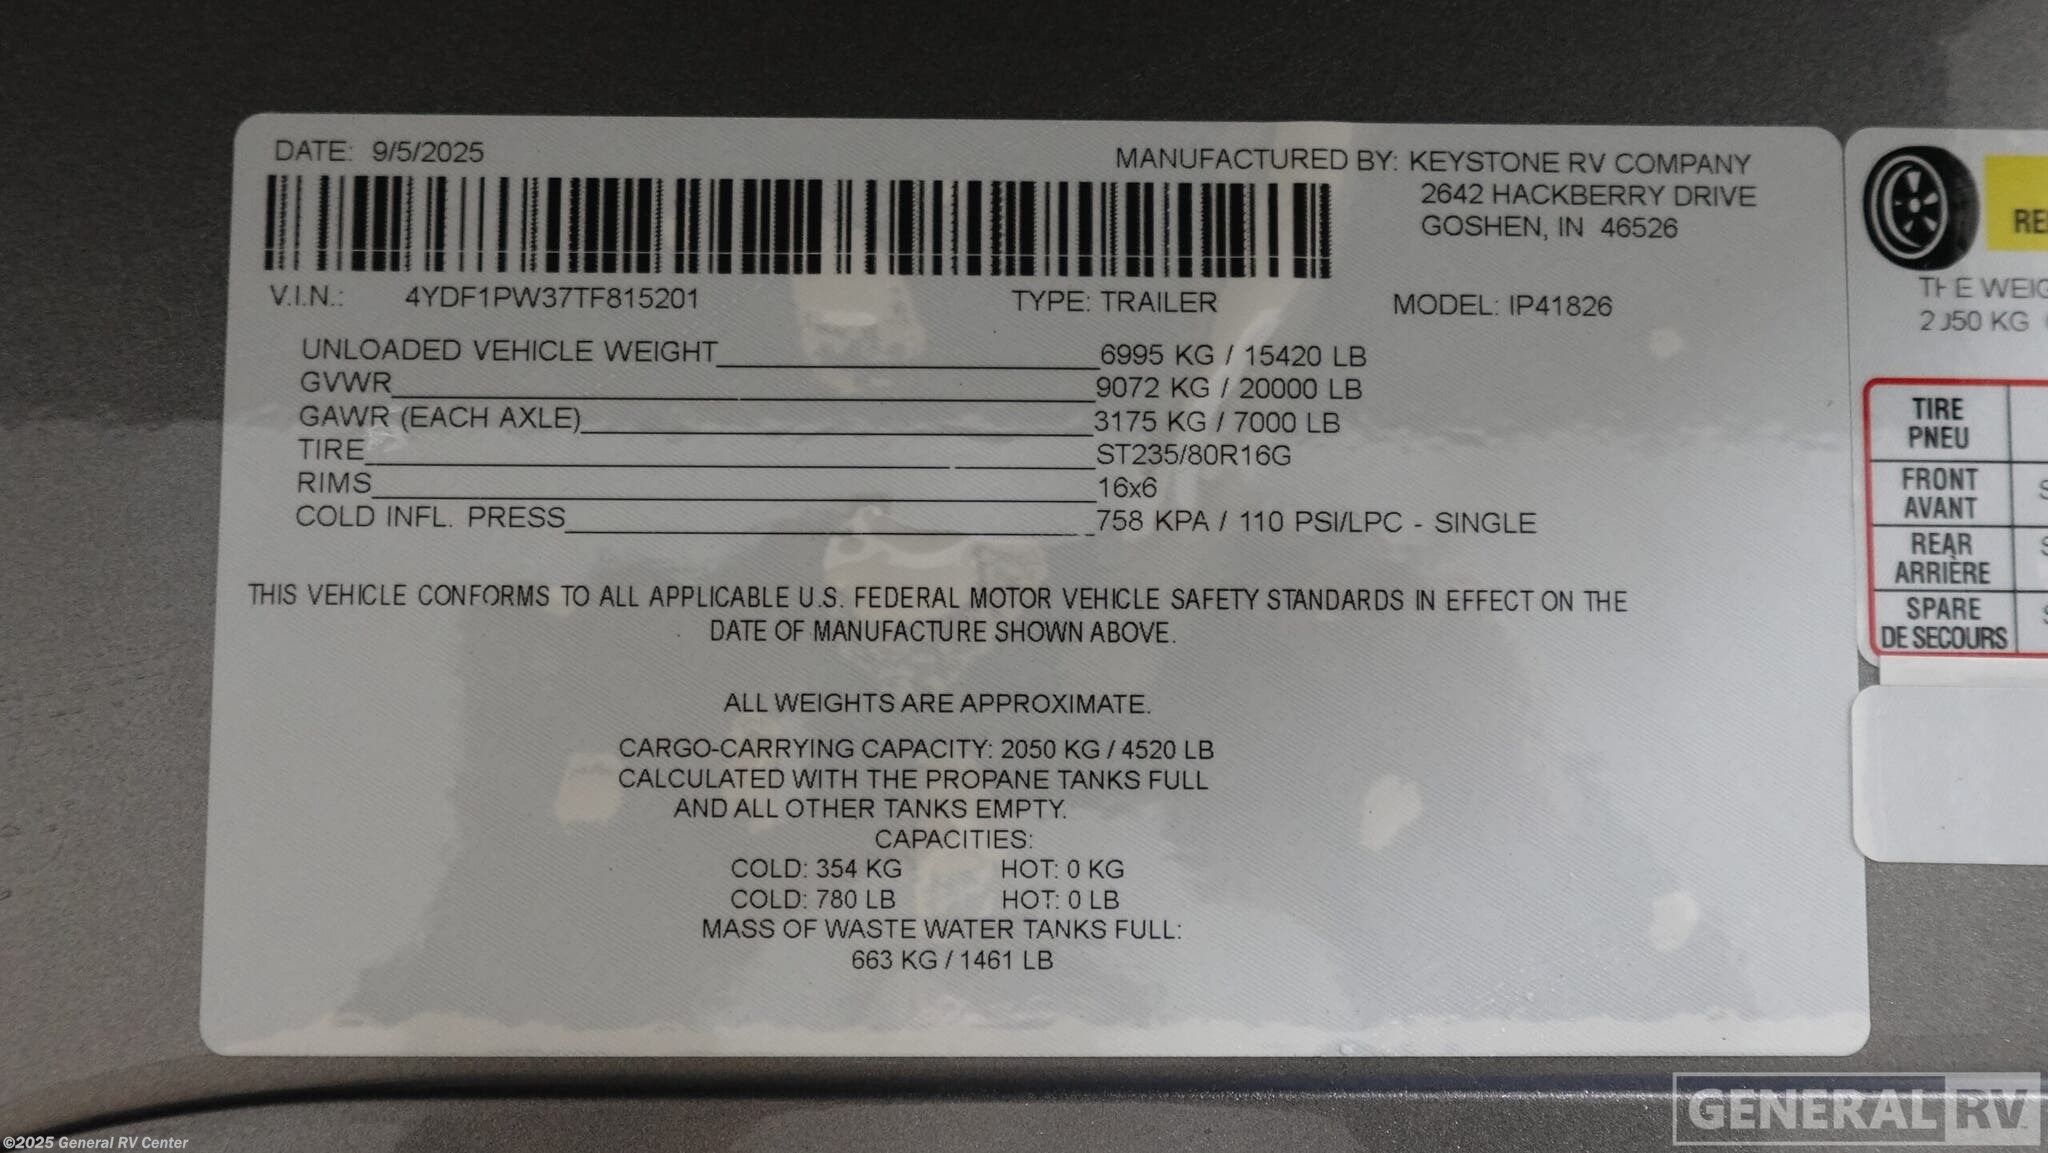 DATE: 9/5/2025
MANUFACTURED BY: KEYSTONE RV COMPANY
2642 HACKBERRY DRIVE
GOSHEN, IN 46526
V.I.N.: 4YDF1PW37TF815201 TYPE: TRAILER MODEL: IP41826
UNLOADED VEHICLE WEIGHT 6995 KG / 15420 LB
GVWR 9072 KG / 20000 LB
GAWR (EACH AXLE) 3175 KG / 7000 LB
TIRE ST235/80R16G
RIMS 16x6
COLD INFL. PRESS 758 KPA / 110 PSI/LPC - SINGLE
THIS VEHICLE CONFORMS TO ALL APPLICABLE U.S. FEDERAL MOTOR VEHICLE SAFETY STANDARDS IN EFFECT ON THE
DATE OF MANUFACTURE SHOWN ABOVE.
ALL WEIGHTS ARE APPROXIMATE.
CARGO-CARRYING CAPACITY: 2050 KG / 4520 LB
CALCULATED WITH THE PROPANE TANKS FULL
AND ALL OTHER TANKS EMPTY.
CAPACITIES:
COLD: 354 KG HOT: 0 KG
COLD: 780 LB HOT: 0 LB
MASS OF WASTE WATER TANKS FULL:
663 KG / 1461 LB
THE
2050 KG
TIRE
PNEU
FRONT
AVANT
REAR
ARRIÈRE
SPARE
DE SECOURS
GENERAL RV
©2025 General RV Center